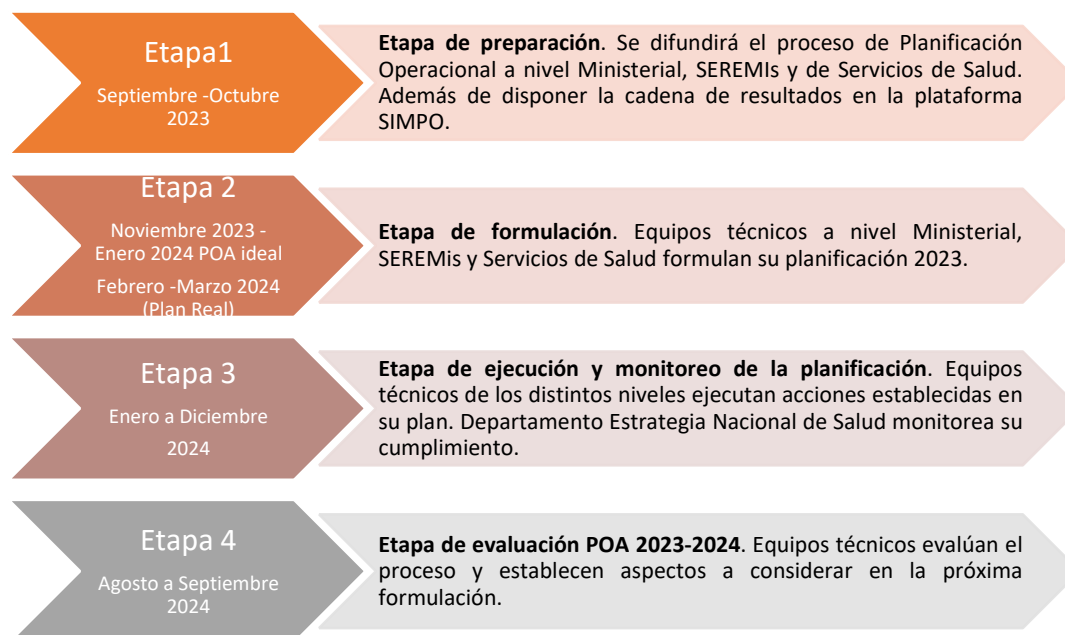 Etapa1
Septiembre -Octubre
2023
Etapa de preparación. Se difundirá el proceso de Planificación
Operacional a nivel Ministerial, SEREMIs y de Servicios de Salud.
Además de disponer la cadena de resultados en la plataforma
SIMPO.
Etapa 2
Noviembre 2023 -
Enero 2024 POA ideal
Febrero -Marzo 2024
(Plan Real)
Etapa de formulación. Equipos técnicos a nivel Ministerial,
SEREMis y Servicios de Salud formulan su planificación 2023.
Etapa 3
Enero a Diciembre
2024
Etapa de ejecución y monitoreo de la planificación. Equipos
técnicos de los distintos niveles ejecutan acciones establecidas en
su plan. Departamento Estrategia Nacional de Salud monitorea su
cumplimiento.
Etapa 4
Agosto a Septiembre
2024
Etapa de evaluación POA 2023-2024. Equipos técnicos evalúan el
proceso y establecen aspectos a considerar en la próxima
formulación.